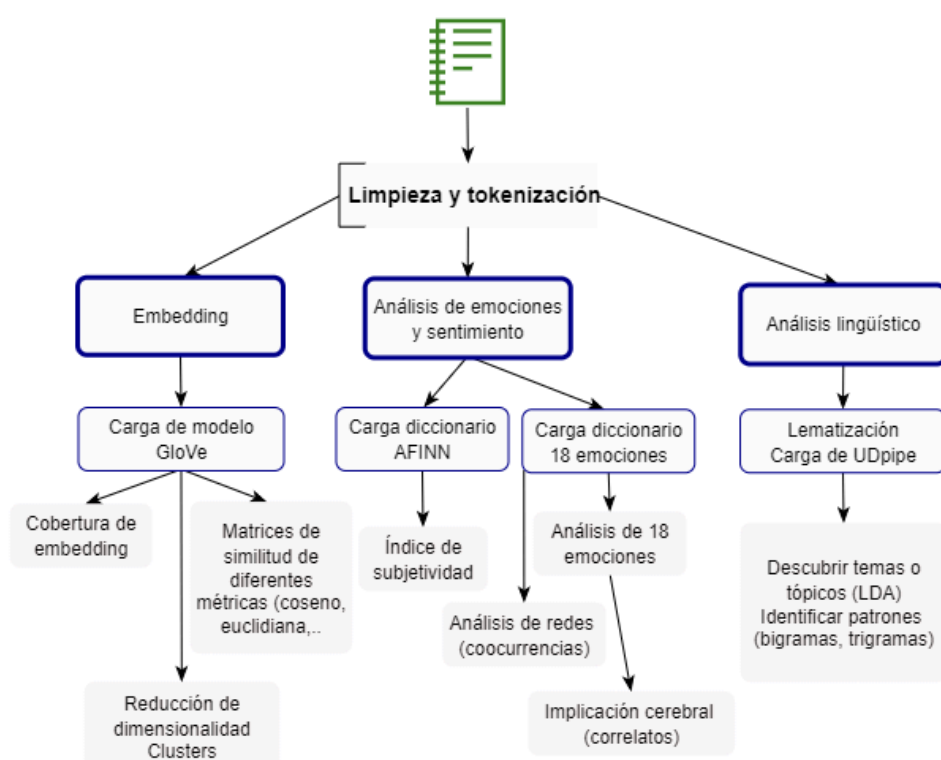 Limpieza y tokenización
Embedding
Análisis de emociones
y sentimiento
Análisis lingüístico
Carga de modelo
GloVe
Carga diccionario
AFINN
Carga diccionario
18 emociones
Lematización
Carga de UDpipe
Cobertura de
embedding
Matrices de
similitud de
diferentes
métricas (coseno,
euclidiana,..
Índice de
subjetividad
Análisis de 18
emociones
Análisis de redes
(coocurrencias)
Descubrir temas o
tópicos (LDA)
Identificar patrones
(bigramas, trigramas)
Reducción de
dimensionalidad
Clusters
Implicación cerebral
(correlatos)